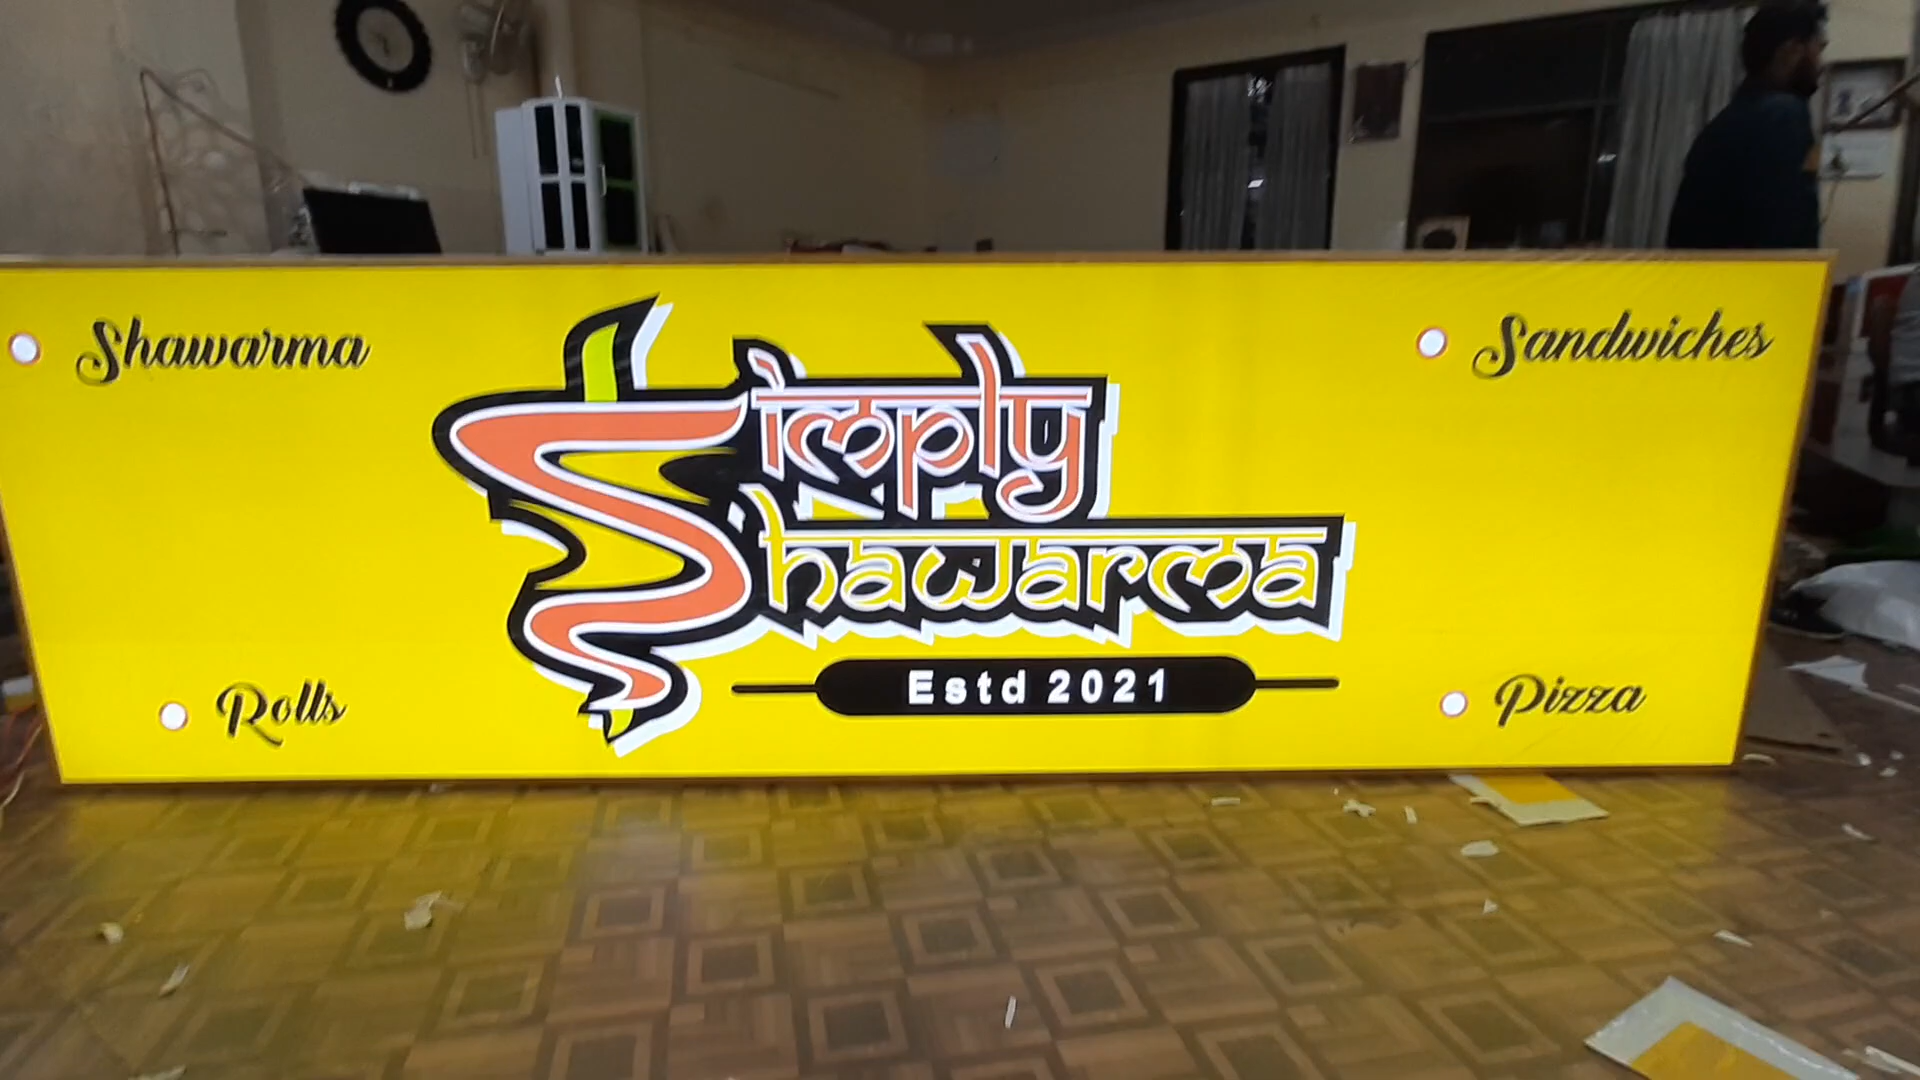 Shawarma
Sandwiches
Simply
Shawarma
Estd 2021
Rolls
Pizza